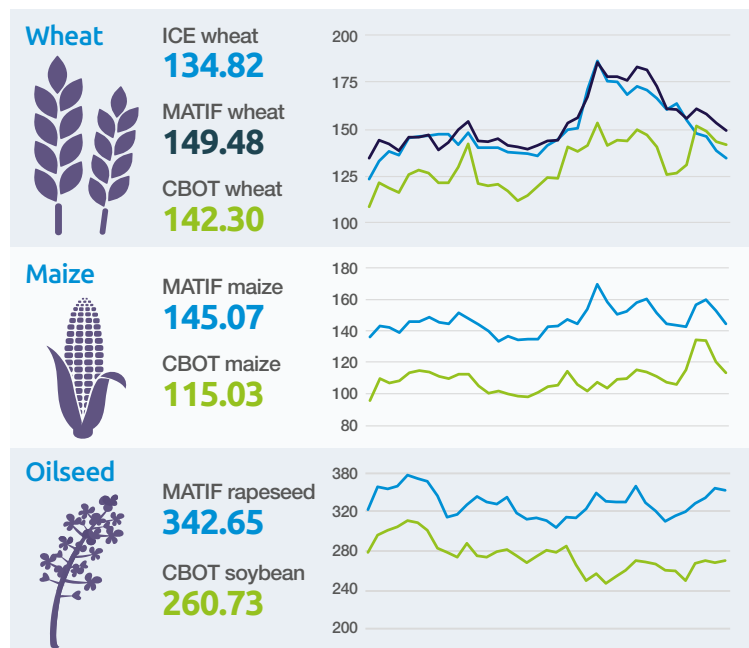 Wheat
ICE wheat
134.82
MATIF wheat
149.48
CBOT wheat
142.30
200
175
150
125
100
Maize
MATIF maize
145.07
CBOT maize
115.03
180
160
140
120
100
80
Oilseed
MATIF rapeseed
342.65
CBOT soybean
260.73
380
320
280
240
200